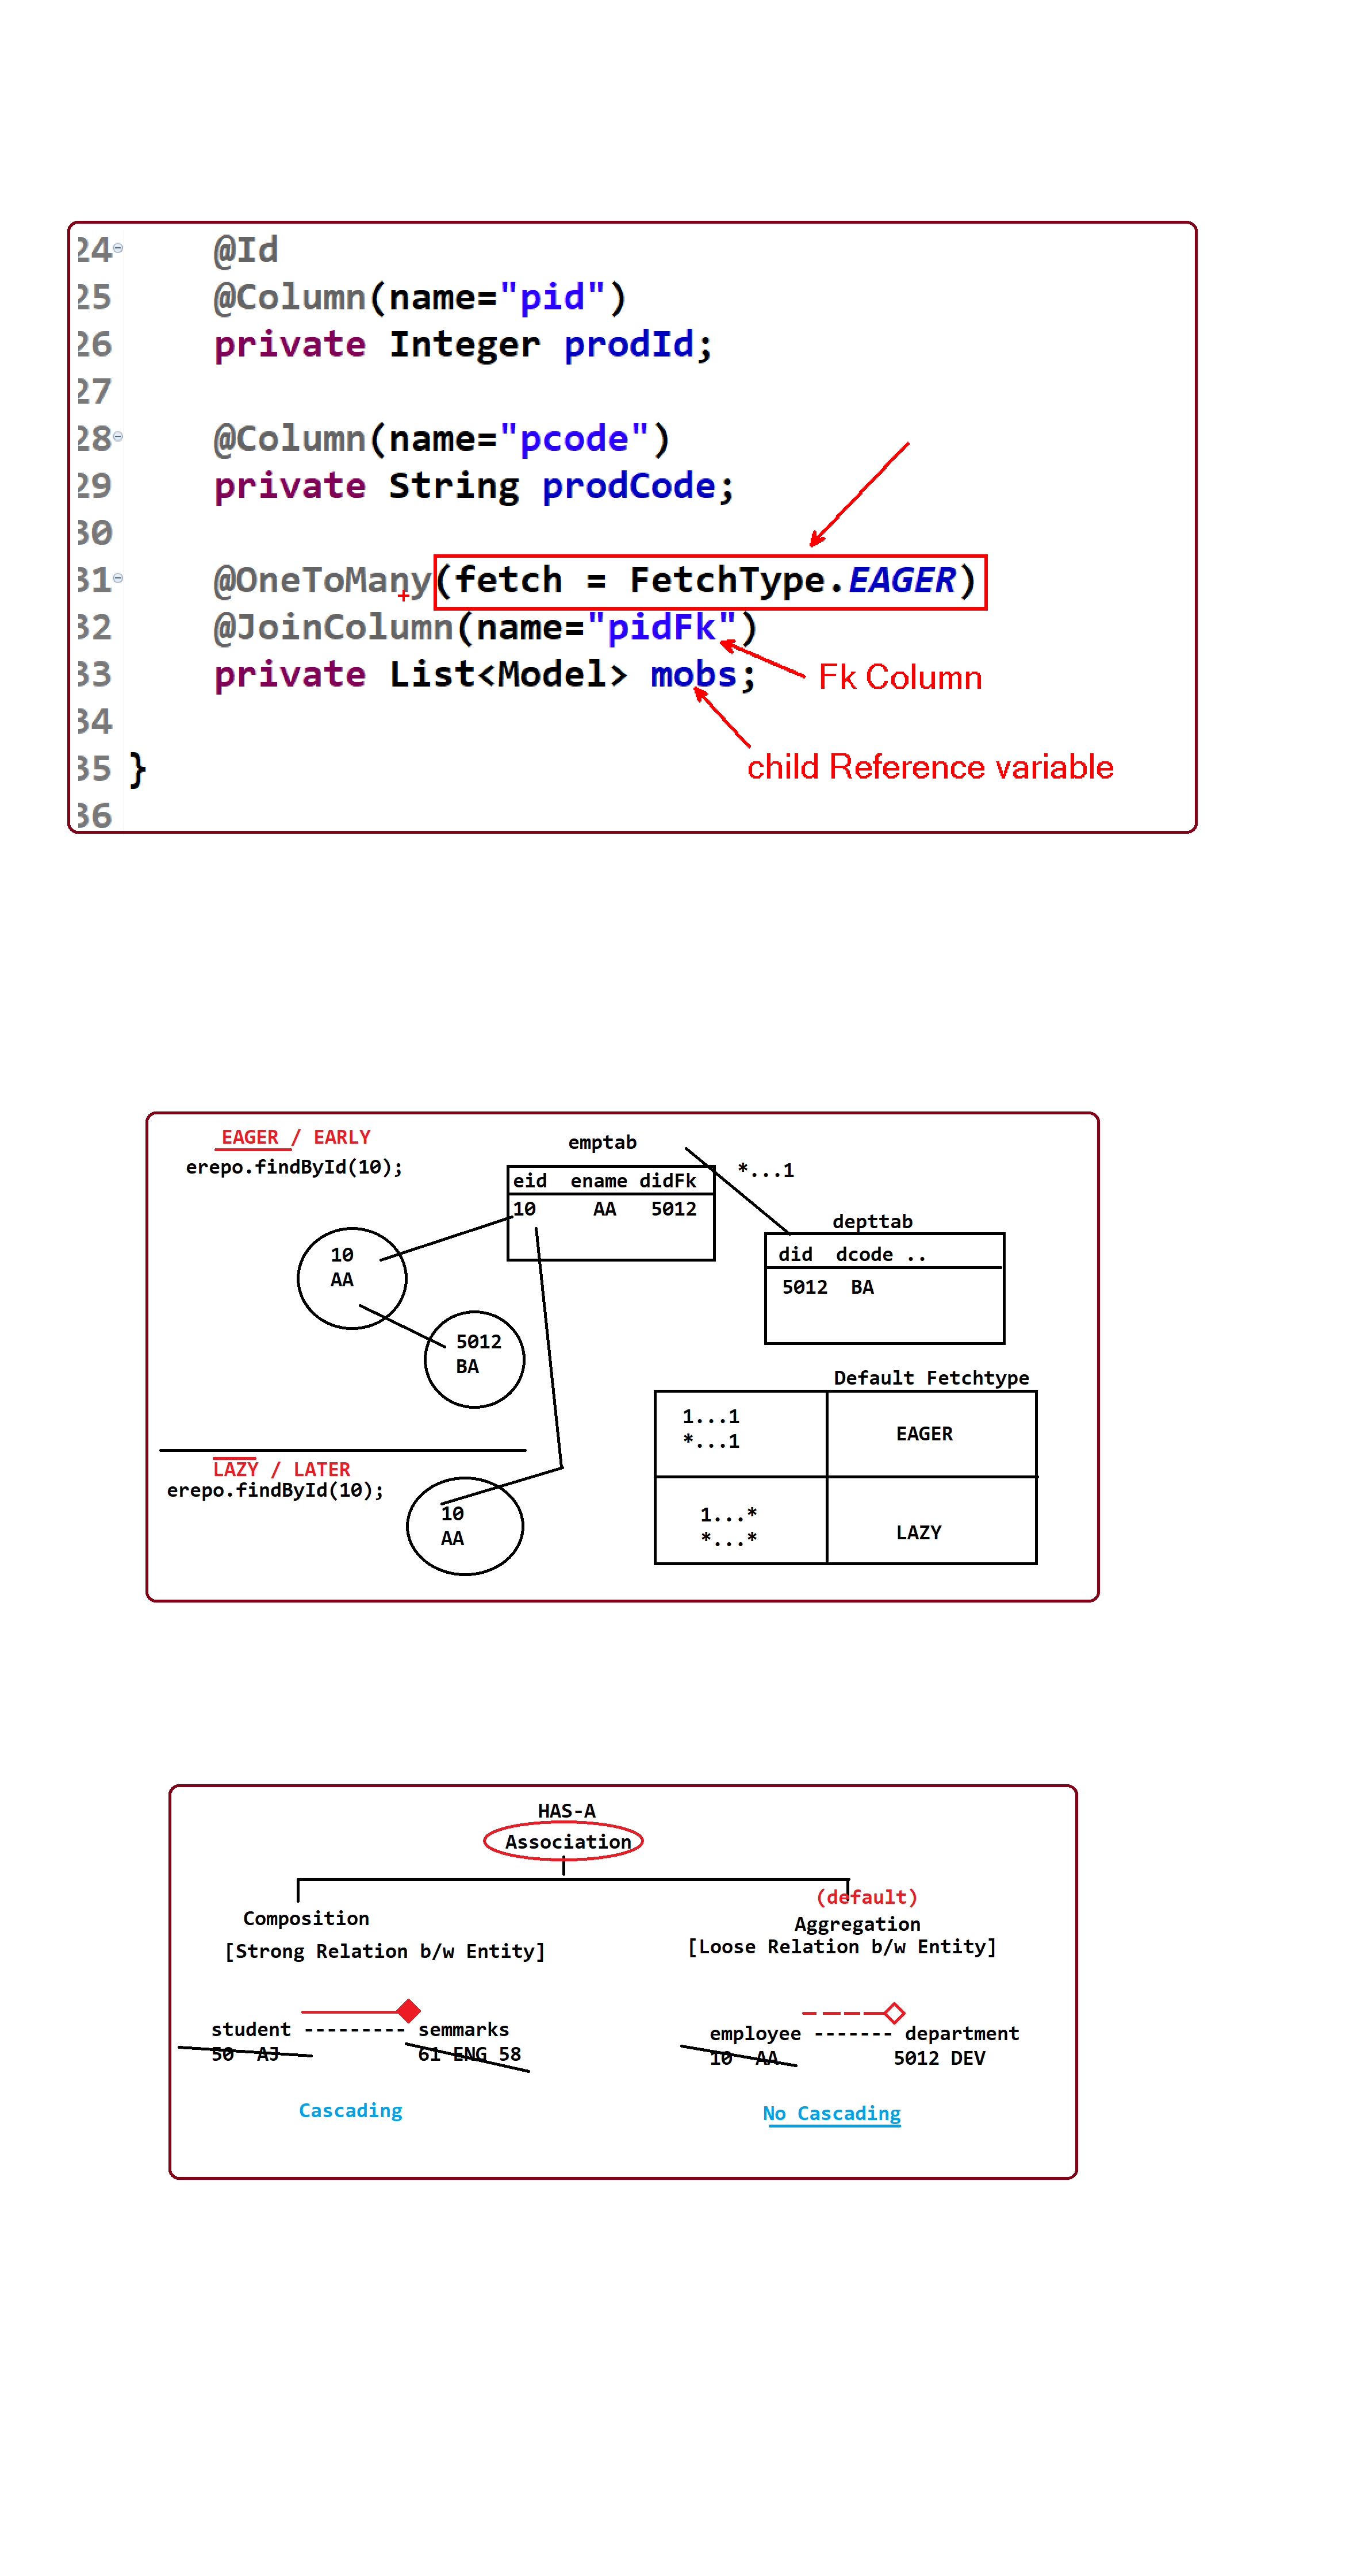 24 @Id
25 @Column(name="pid")
26 private Integer prodId;
27
28 @Column(name="pcode")
29 private String prodCode;
30
31 @OneToMany(fetch = FetchType.EAGER)
32 @JoinColumn(name="pidFk")
33 private List<Model> mobs;
Fk Column
34
child Reference variable
35 }
36
EAGER / EARLY
erepo.findById(10);
emptab
*...1
eid ename didFk
10 AA 5012
depttab
did dcode ..
5012 BA
10
AA
5012
BA
Default Fetchtype
1...1
*...1
EAGER
1...*
*...*
LAZY
LAZY / LATER
erepo.findById(10);
10
AA
HAS-A
Association
Composition
[Strong Relation b/w Entity]
(default)
Aggregation
[Loose Relation b/w Entity]
student --------- semmarks
50 AJ 61 ENG 58
Cascading
employee ------- department
10 AA 5012 DEV
No Cascading